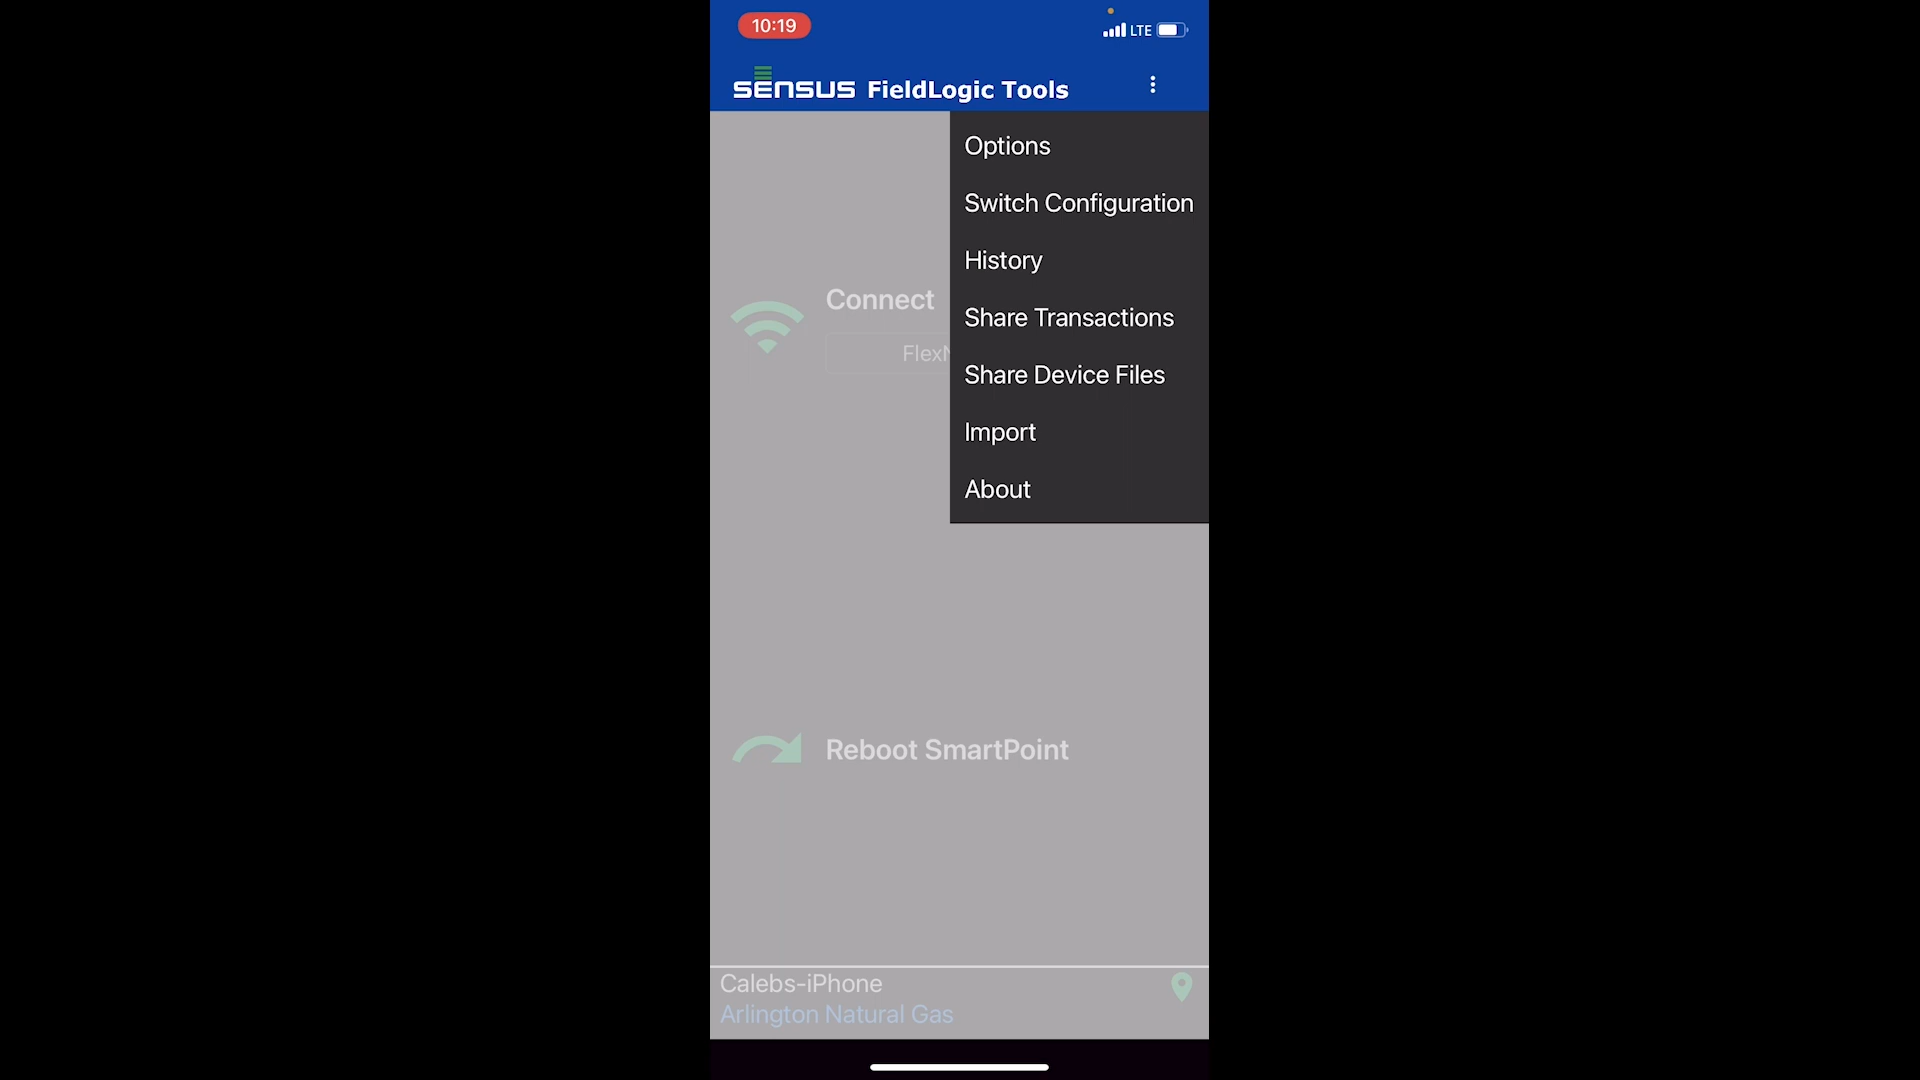 10:19
LTE
sensus FieldLogic Tools
Options
Switch Configuration
History
Connect
Share Transactions
Share Device Files
Import
About
Reboot SmartPoint
Calebs-iPhone
Arlington Natural Gas